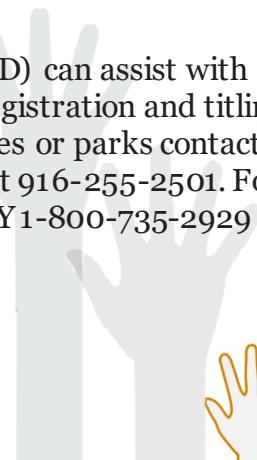 D) can assist with
gistration and titlin
es or parks contact
t 916-255-2501. Fo
Y 1-800-735-2929